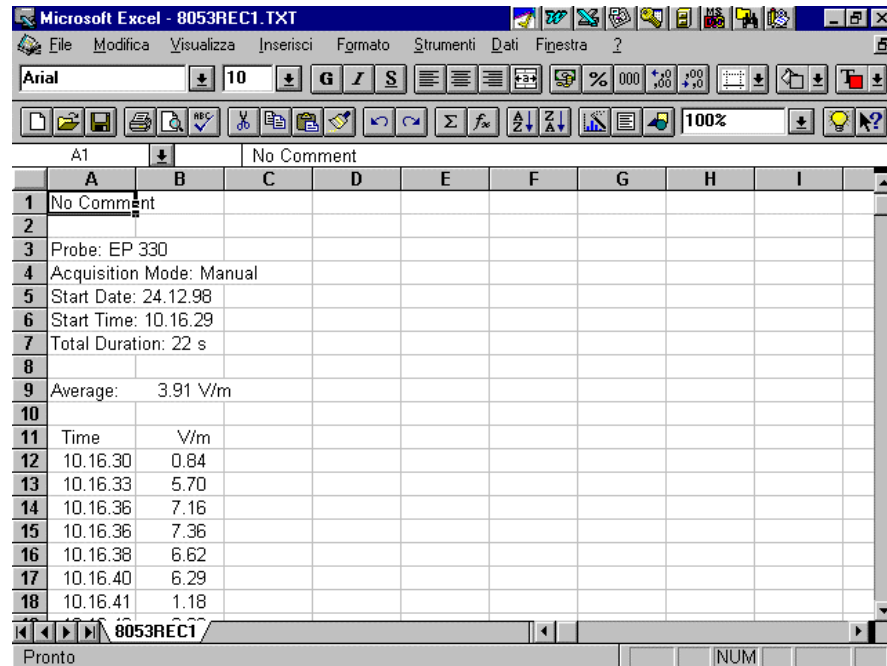 Microsoft Excel - 8053REC1.TXT
File Modifica Visualizza Inserisci Formato Strumenti Dati Finestra ?
Arial 10 G I S % 000
ABC Σ fx 100%
A1 No Comment
A B C D E F G H I
1 No Comment
2
3 Probe: EP 330
4 Acquisition Mode: Manual
5 Start Date: 24.12.98
6 Start Time: 10.16.29
7 Total Duration: 22 s
8
9 Average: 3.91 V/m
10
11 Time V/m
12 10.16.30 0.84
13 10.16.33 5.70
14 10.16.36 7.16
15 10.16.36 7.36
16 10.16.38 6.62
17 10.16.40 6.29
18 10.16.41 1.18
8053REC1
Pronto NUM